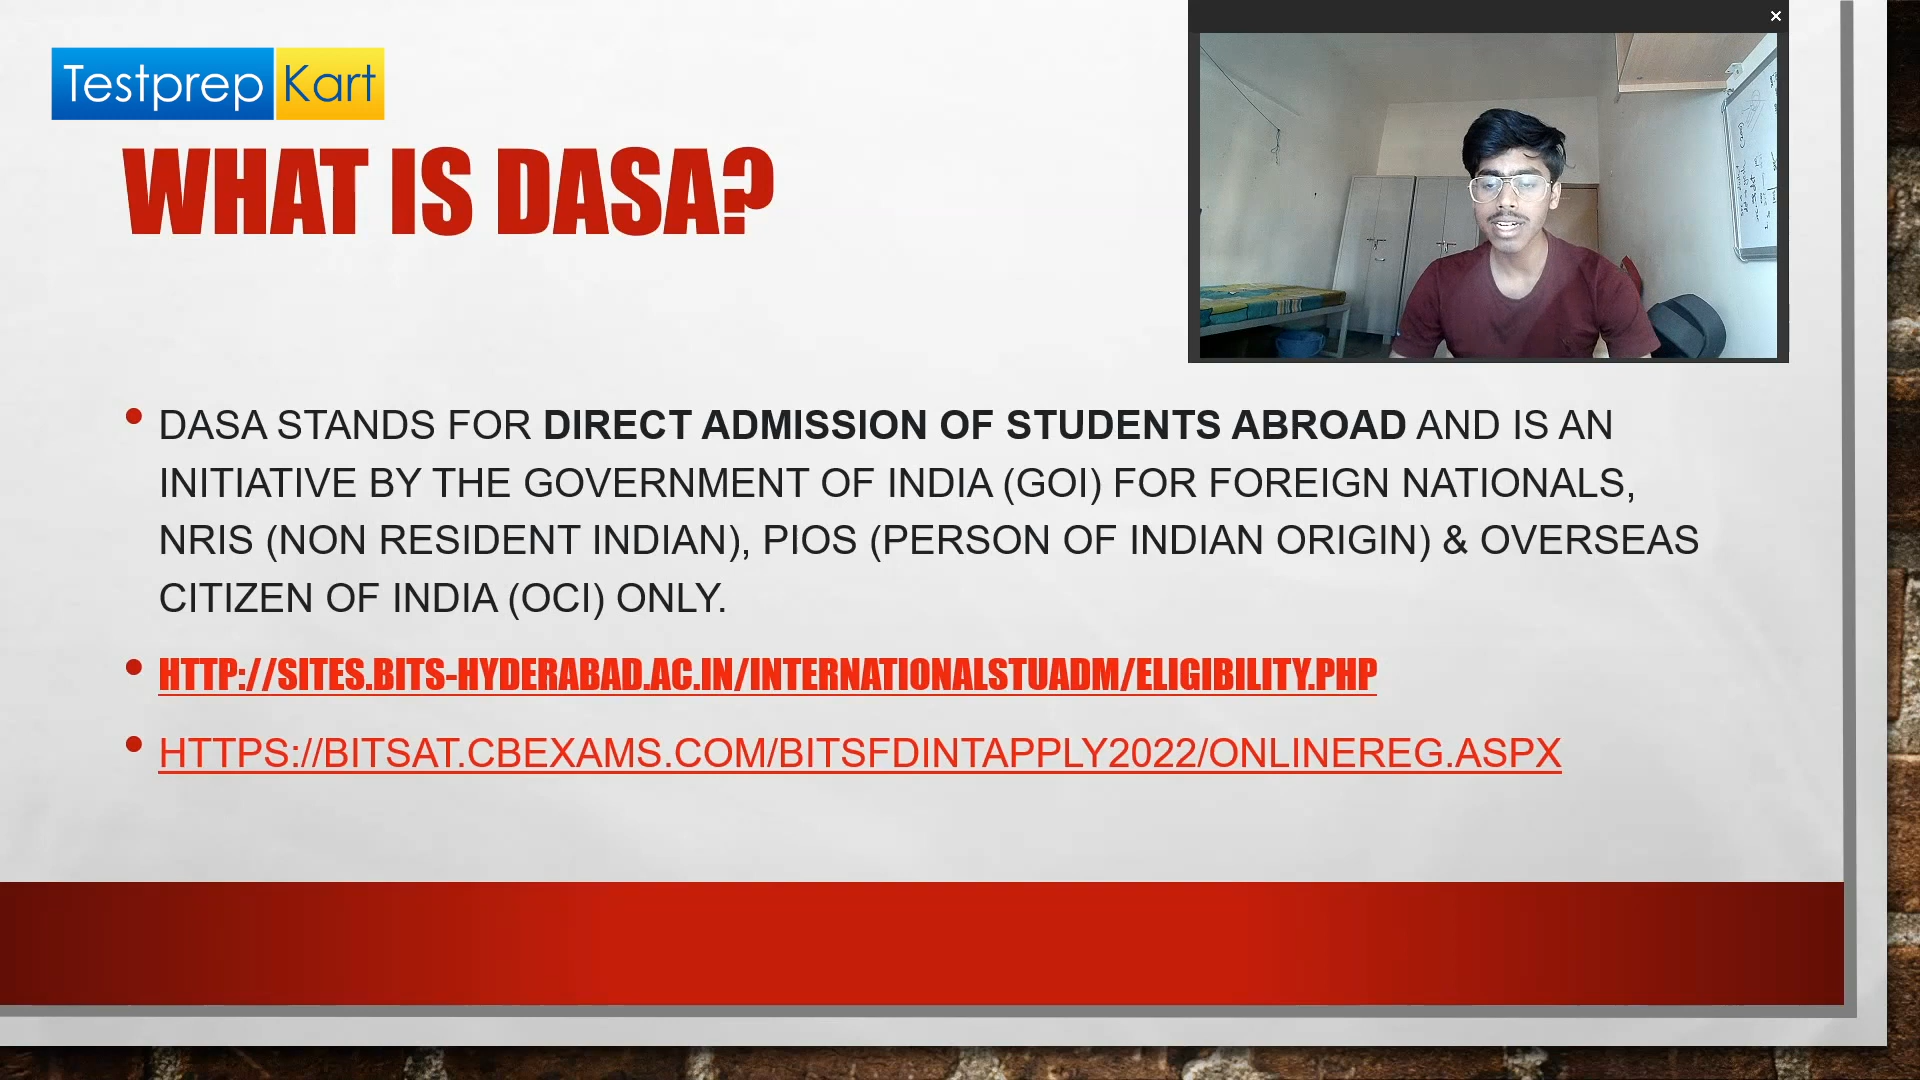 Testprep Kart
WHAT IS DASA?
• DASA STANDS FOR DIRECT ADMISSION OF STUDENTS ABROAD AND IS AN
INITIATIVE BY THE GOVERNMENT OF INDIA (GOI) FOR FOREIGN NATIONALS,
NRIS (NON RESIDENT INDIAN), PIOS (PERSON OF INDIAN ORIGIN) & OVERSEAS
CITIZEN OF INDIA (OCI) ONLY.
• HTTP://SITES.BITS-HYDERABAD.AC.IN/INTERNATIONALSTUADM/ELIGIBILITY.PHP
• HTTPS://BITSAT.CBEXAMS.COM/BITSFDINTAPPLY2022/ONLINEREG.ASPX